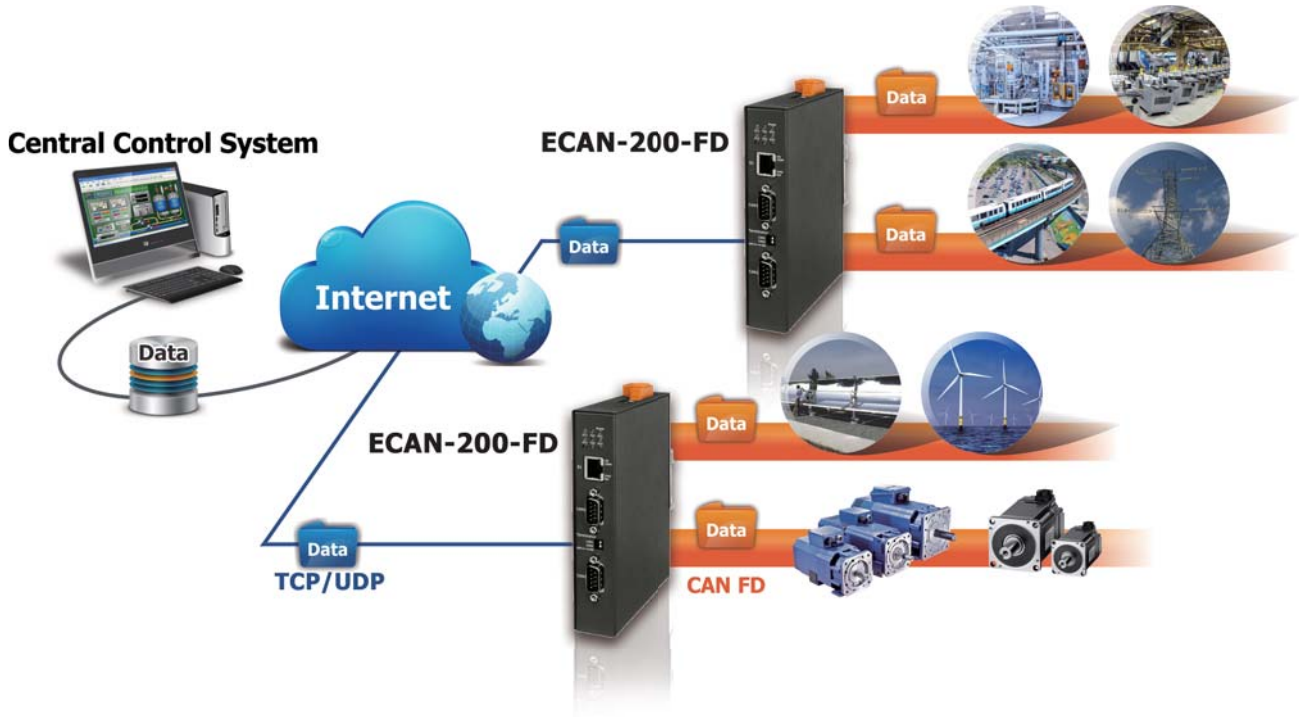 Central Control System
Data
Internet
Data
ECAN-200-FD
Data
Data
ECAN-200-FD
Data
Data
TCP/UDP
Data
CAN FD